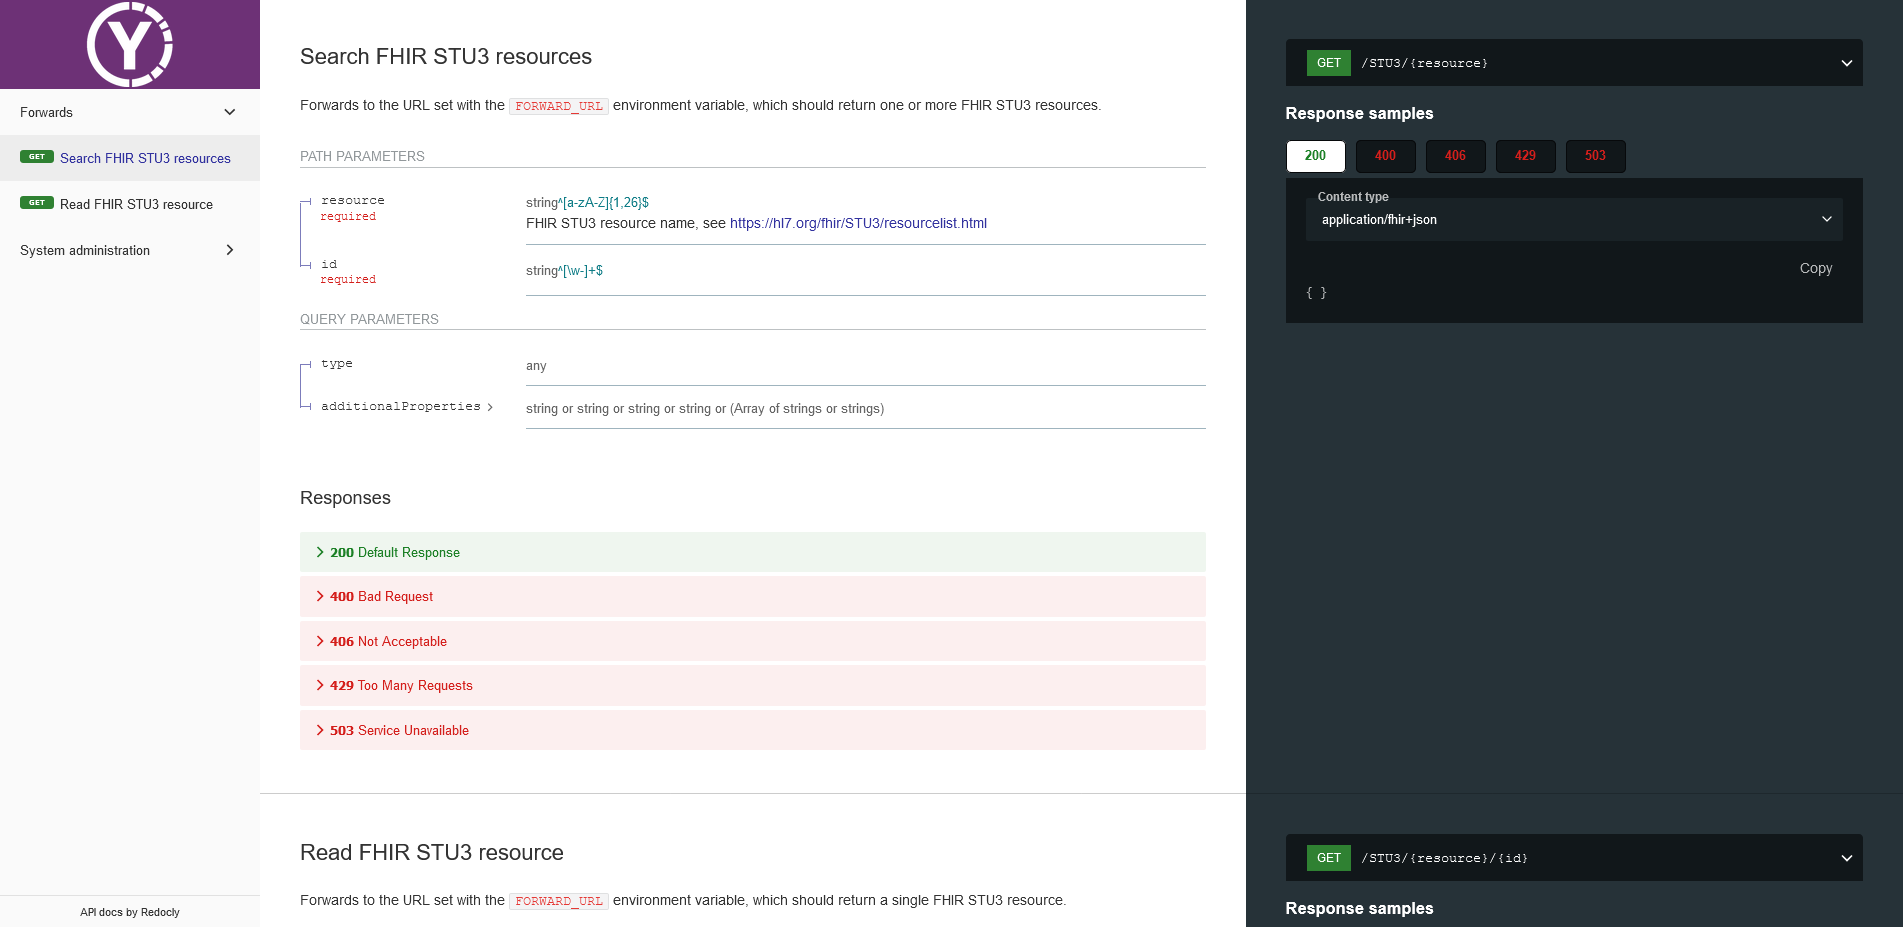 Y
Forwards
GET Search FHIR STU3 resources
GET Read FHIR STU3 resource
System administration
API docs by Redocly
Search FHIR STU3 resources
Forwards to the URL set with the FORWARD_URL environment variable, which should return one or more FHIR STU3 resources.
PATH PARAMETERS
resource
required
string^[a-zA-Z]{1,26}$
FHIR STU3 resource name, see https://hl7.org/fhir/STU3/resourcelist.html
id
required
string^[\w-]+$
QUERY PARAMETERS
type
any
additionalProperties
string or string or string or string or (Array of strings or strings)
Responses
200 Default Response
400 Bad Request
406 Not Acceptable
429 Too Many Requests
503 Service Unavailable
GET /STU3/{resource}
Response samples
200 400 406 429 503
Content type
application/fhir+json
Copy
{ }
Read FHIR STU3 resource
Forwards to the URL set with the FORWARD_URL environment variable, which should return a single FHIR STU3 resource.
GET /STU3/{resource}/{id}
Response samples